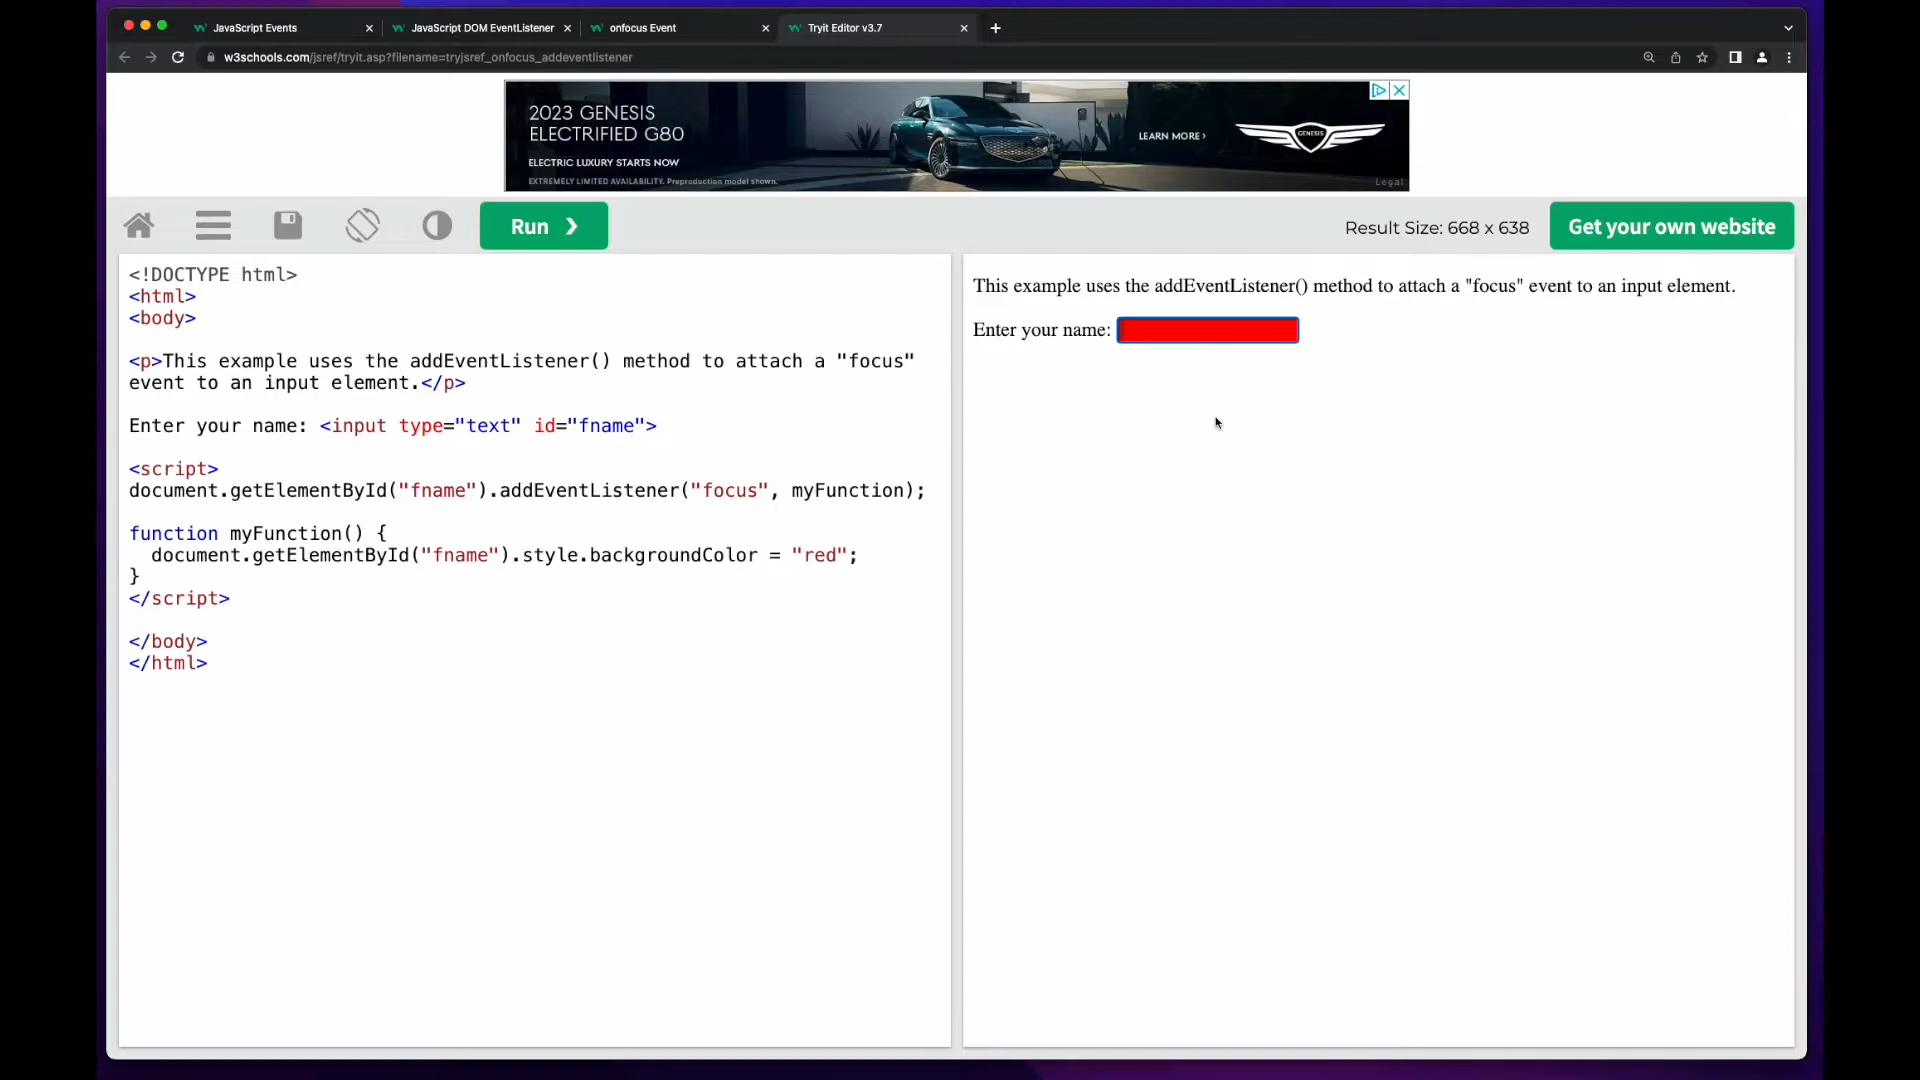 JavaScript Events
JavaScript DOM EventListener
onfocus Event
Tryit Editor v3.7
w3schools.com/jsref/tryit.asp?filename=tryjsref_onfocus_addeventlistener
2023 GENESIS
ELECTRIFIED G80
ELECTRIC LUXURY STARTS NOW
EXTREMELY LIMITED AVAILABILITY. Preproduction model shown.
LEARN MORE ›
GENESIS
Legal
Run ❯
Result Size: 668 x 638
Get your own website
<!DOCTYPE html>
<html>
<body>
<p>This example uses the addEventListener() method to attach a "focus"
event to an input element.</p>
Enter your name: <input type="text" id="fname">
<script>
document.getElementById("fname").addEventListener("focus", myFunction);
function myFunction() {
  document.getElementById("fname").style.backgroundColor = "red";
}
</script>
</body>
</html>
This example uses the addEventListener() method to attach a "focus" event to an input element.
Enter your name: